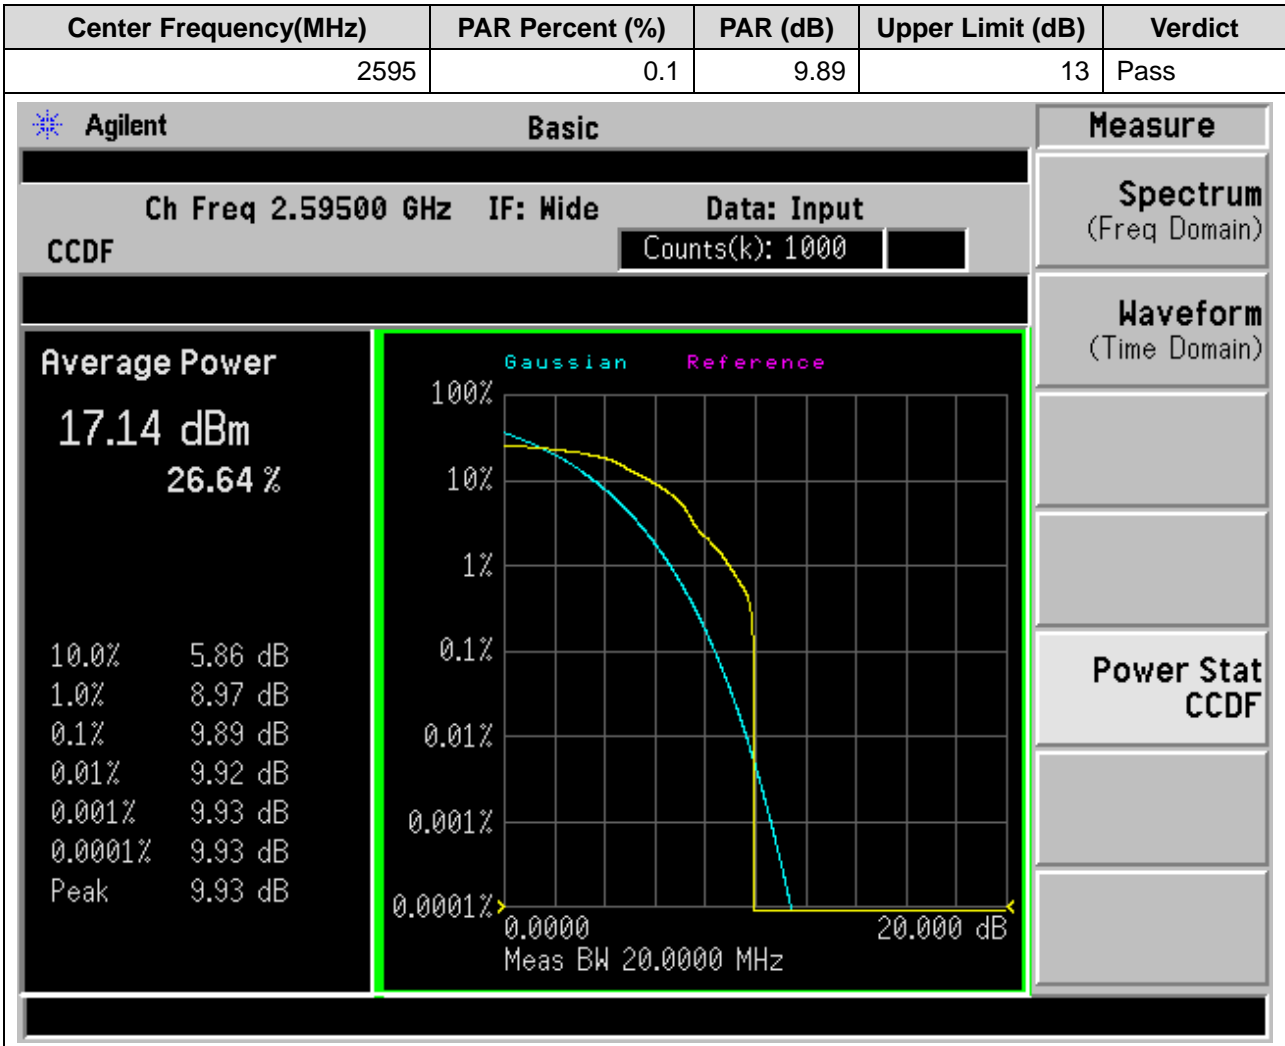 Center Frequency(MHz) PAR Percent (%) PAR (dB) Upper Limit (dB) Verdict
2595 0.1 9.89 13 Pass
Agilent Basic Measure
Ch Freq 2.59500 GHz IF: Wide Data: Input
CCDF Counts(k): 1000
Spectrum
(Freq Domain)
Waveform
(Time Domain)
Power Stat
CCDF
Average Power
17.14 dBm
26.64 %
10.0% 5.86 dB
1.0% 8.97 dB
0.1% 9.89 dB
0.01% 9.92 dB
0.001% 9.93 dB
0.0001% 9.93 dB
Peak 9.93 dB
Gaussian Reference
100%
10%
1%
0.1%
0.01%
0.001%
0.0001%
0.0000 20.000 dB
Meas BW 20.0000 MHz